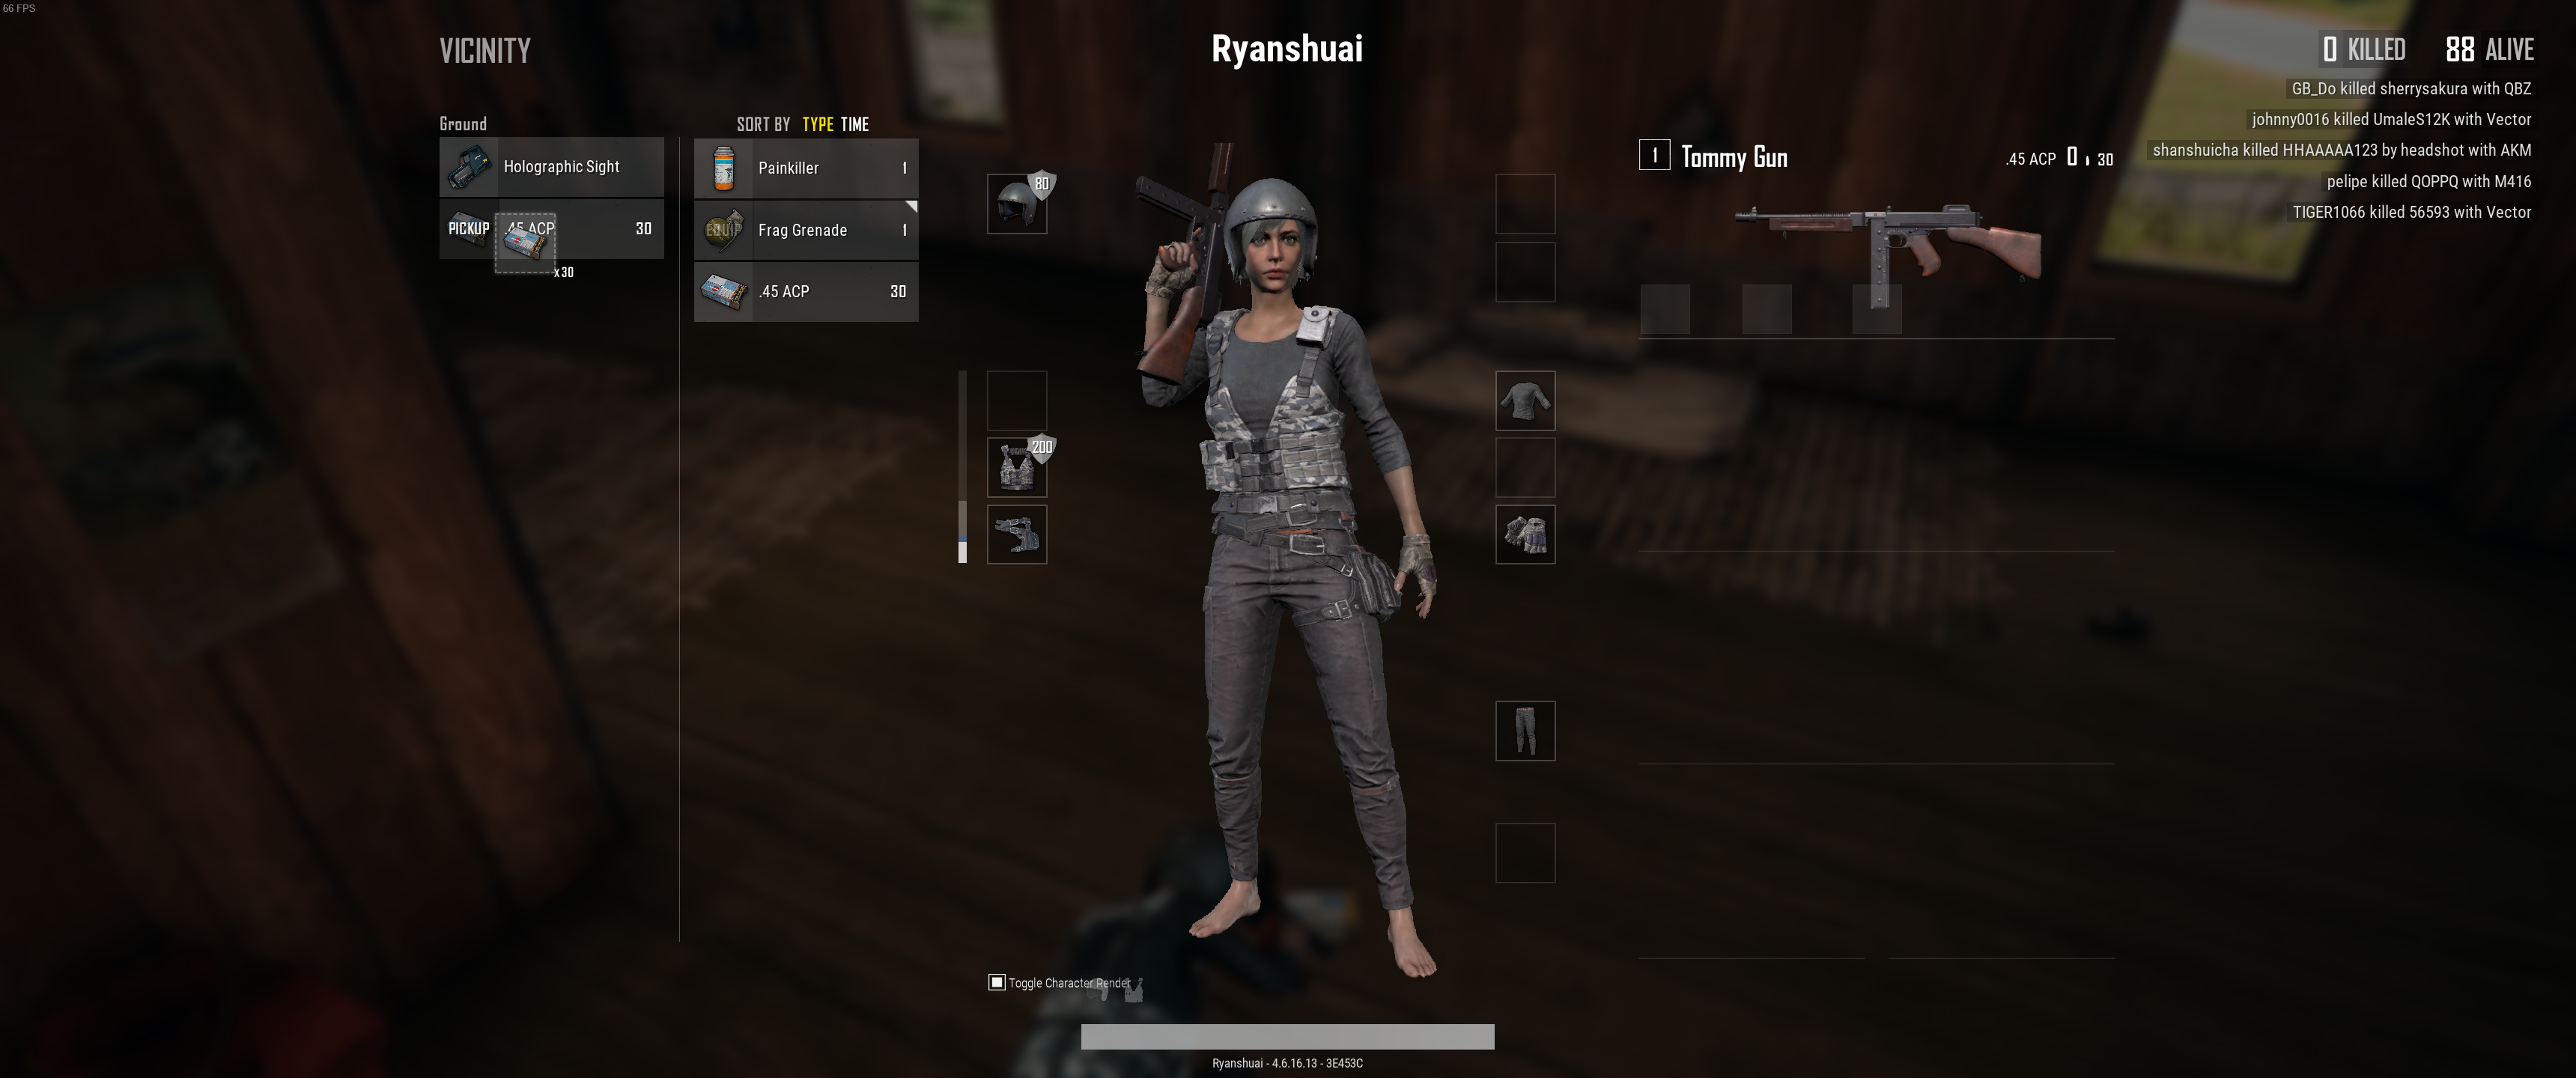 66 FPS
VICINITY
Ryanshuai
0 KILLED 88 ALIVE
GB_Do killed sherrysakura with QBZ
johnny0016 killed UmaleS12K with Vector
shanshuicha killed HHAAAAA123 by headshot with AKM
pelipe killed QOPPQ with M416
TIGER1066 killed 56593 with Vector
Ground
SORT BY TYPE TIME
Holographic Sight
PICKUP .45 ACP 30
x30
Painkiller 1
EQUIP Frag Grenade 1
.45 ACP 30
80
200
1 Tommy Gun .45 ACP 0 30
Toggle Character Render
Ryanshuai - 4.6.16.13 - 3E453C